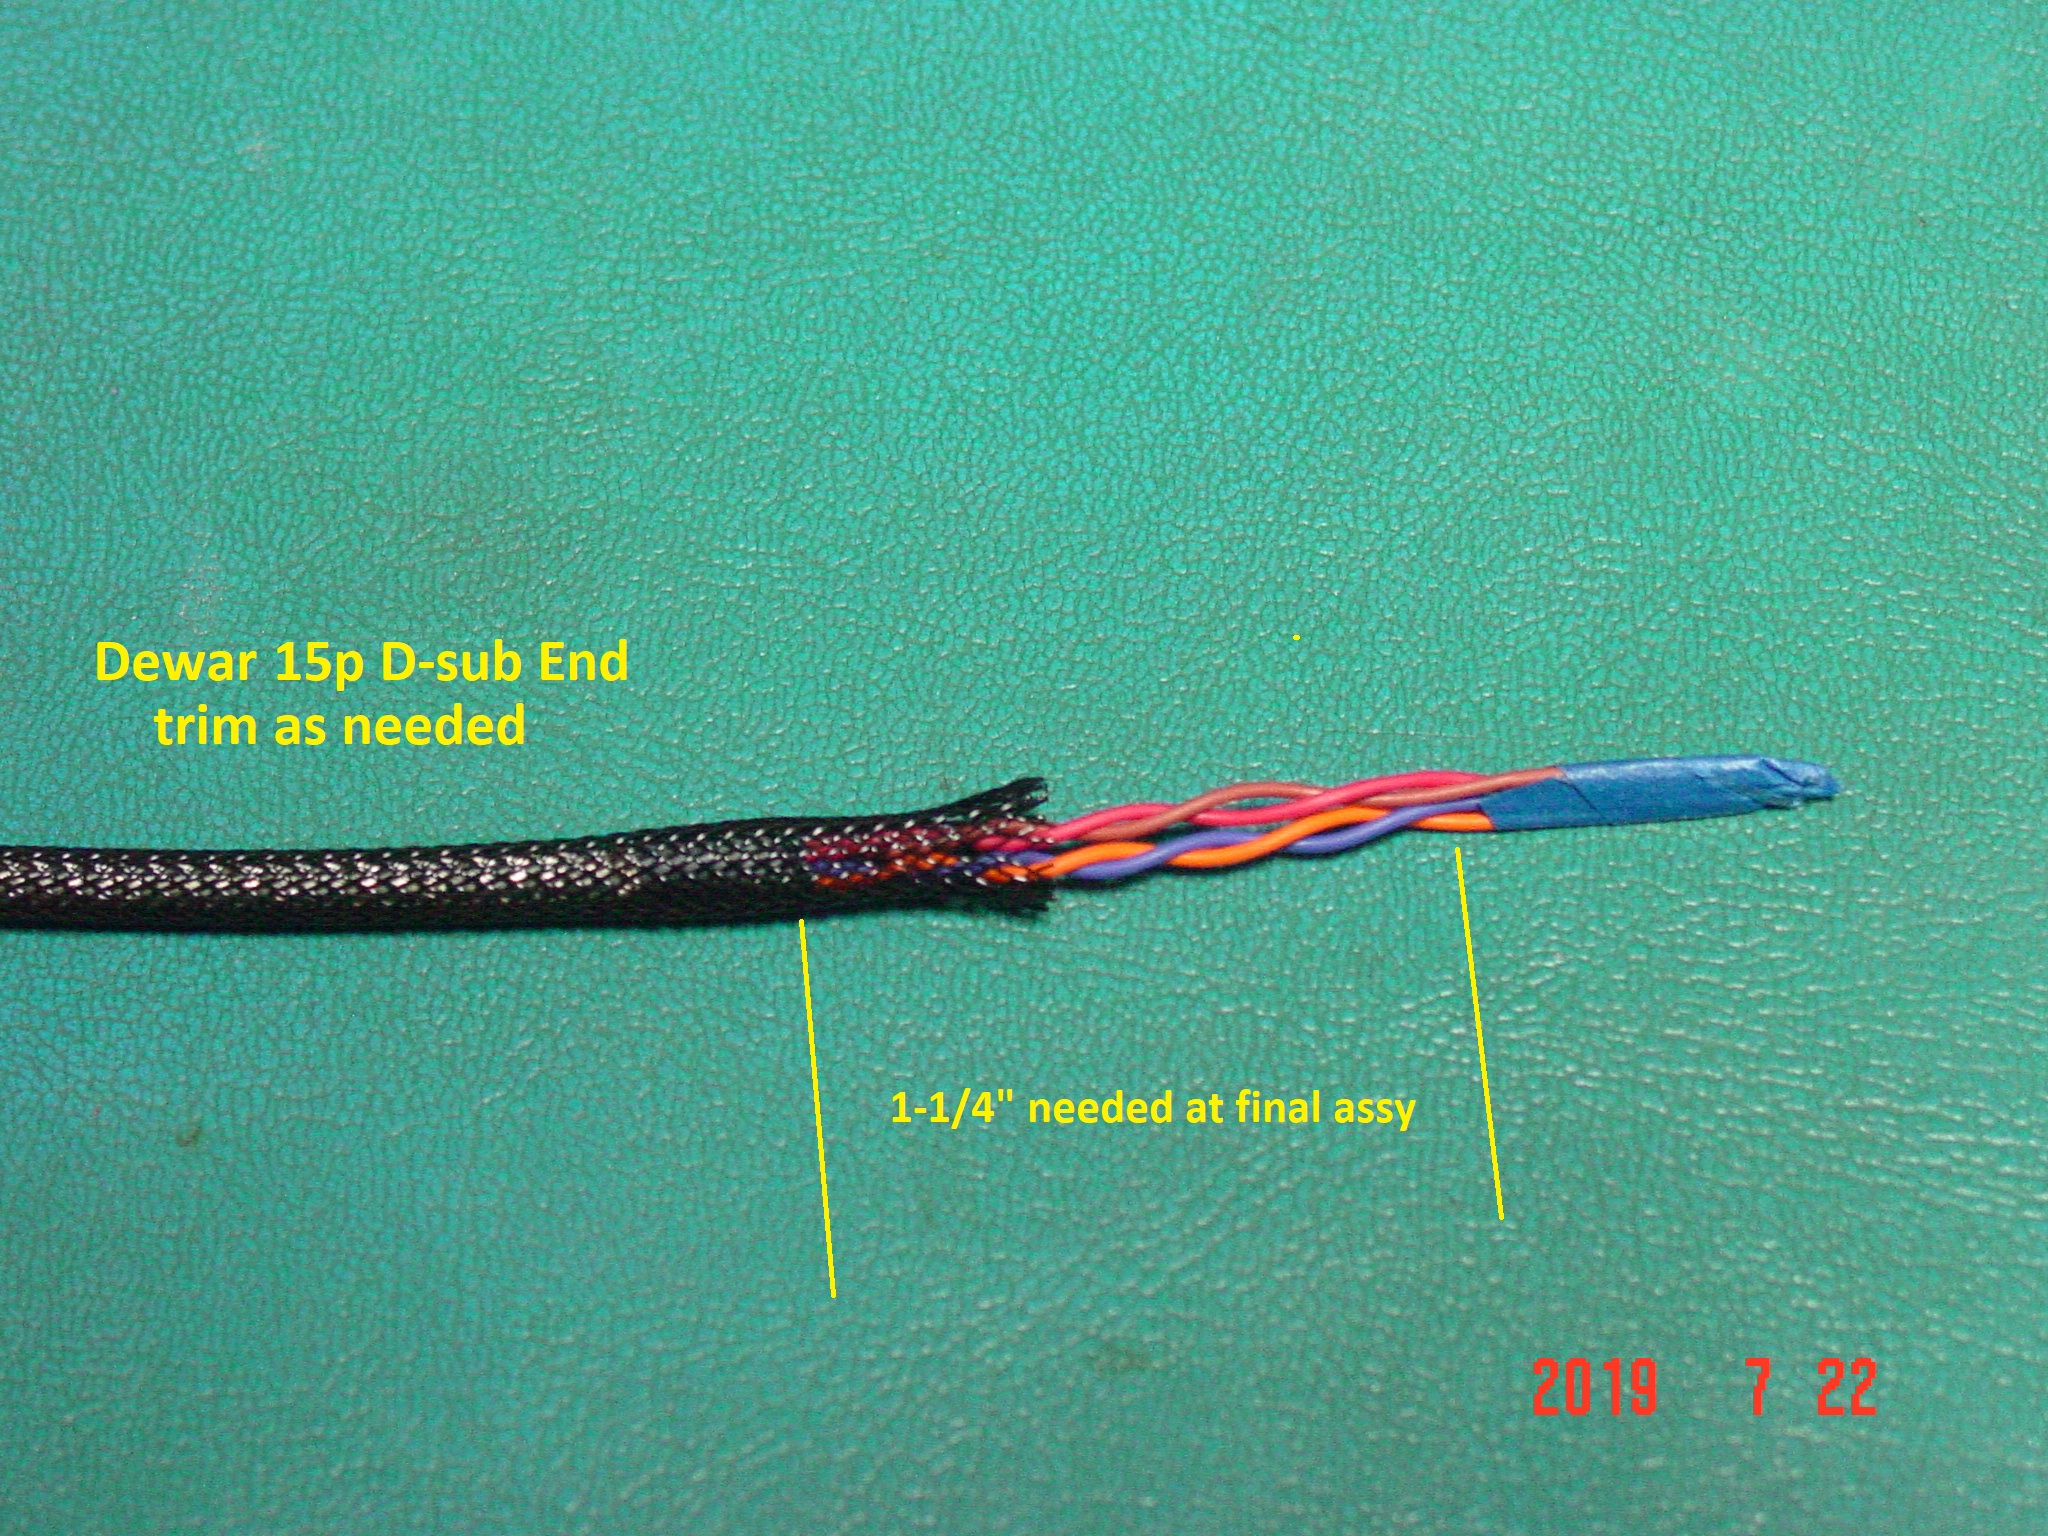 Dewar 15p D-sub End
trim as needed
1-1/4" needed at final assy
2019 7 22